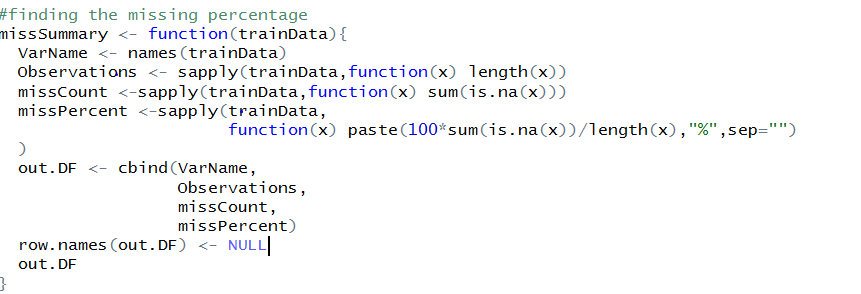 #finding the missing percentage
missSummary <- function(trainData){
  VarName <- names(trainData)
  Observations <- sapply(trainData,function(x) length(x))
  missCount <-sapply(trainData,function(x) sum(is.na(x)))
  missPercent <-sapply(trainData,
                       function(x) paste(100*sum(is.na(x))/length(x),"%",sep="")
  )
  out.DF <- cbind(VarName,
                  Observations,
                  missCount,
                  missPercent)
  row.names(out.DF) <- NULL
  out.DF
}